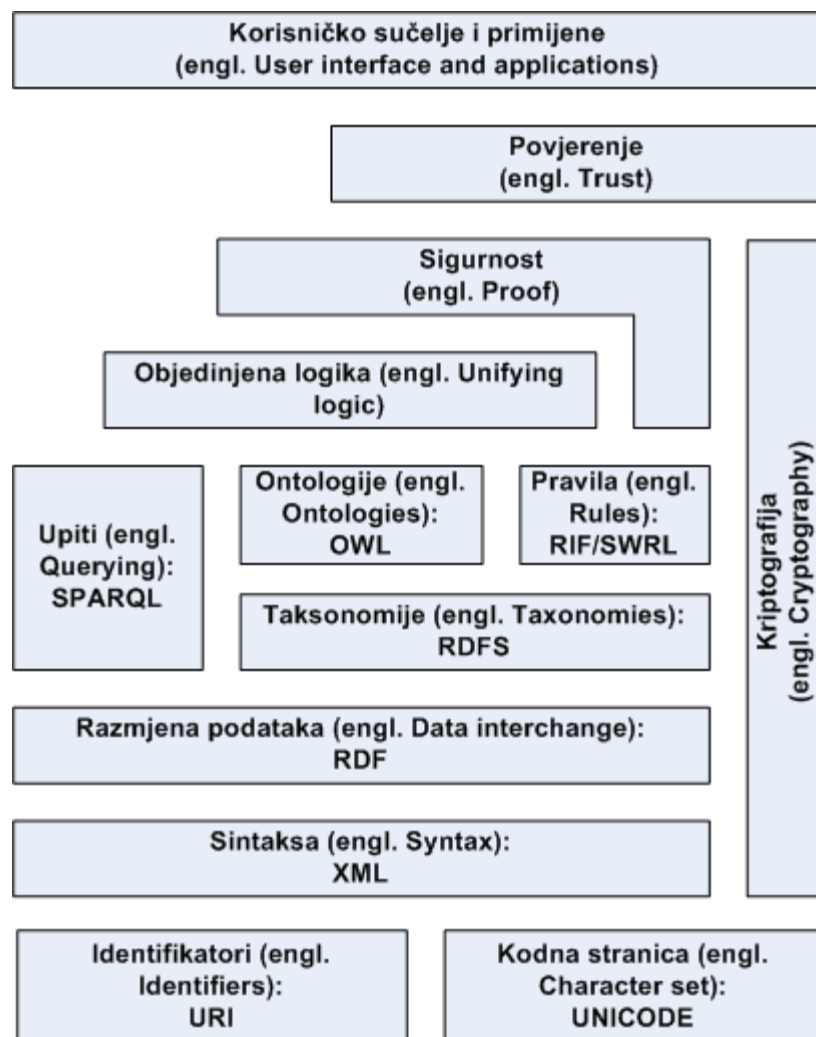 Korisničko sučelje i primijene
(engl. User interface and applications)
Povjerenje
(engl. Trust)
Sigurnost
(engl. Proof)
Objedinjena logika (engl. Unifying
logic)
Upiti (engl.
Querying):
SPARQL
Ontologije (engl.
Ontologies):
OWL
Pravila (engl.
Rules):
RIF/SWRL
Taksonomije (engl. Taxonomies):
RDFS
Kriptografija
(engl. Cryptography)
Razmjena podataka (engl. Data interchange):
RDF
Sintaksa (engl. Syntax):
XML
Identifikatori (engl.
Identifiers):
URI
Kodna stranica (engl.
Character set):
UNICODE